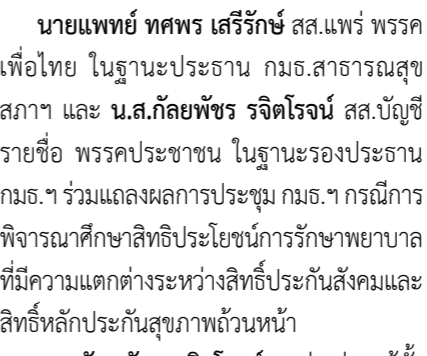 นายแพทย์ ทศพร เสรีรักษ์ สส.แพร่ พรรค
เพื่อไทย ในฐานะประธาน กมธ.สาธารณสุข
สภาฯ และ น.ส.กัลยพัชร รจิตโรจน์ สส.บัญชี
รายชื่อ พรรคประชาชน ในฐานะรองประธาน
กมธ.ฯ ร่วมแถลงผลการประชุม กมธ.ฯ กรณีการ
พิจารณาศึกษาสิทธิประโยชน์การรักษาพยาบาล
ที่มีความแตกต่างระหว่างสิทธิ์ประกันสังคมและ
สิทธิ์หลักประกันสุขภาพถ้วนหน้า